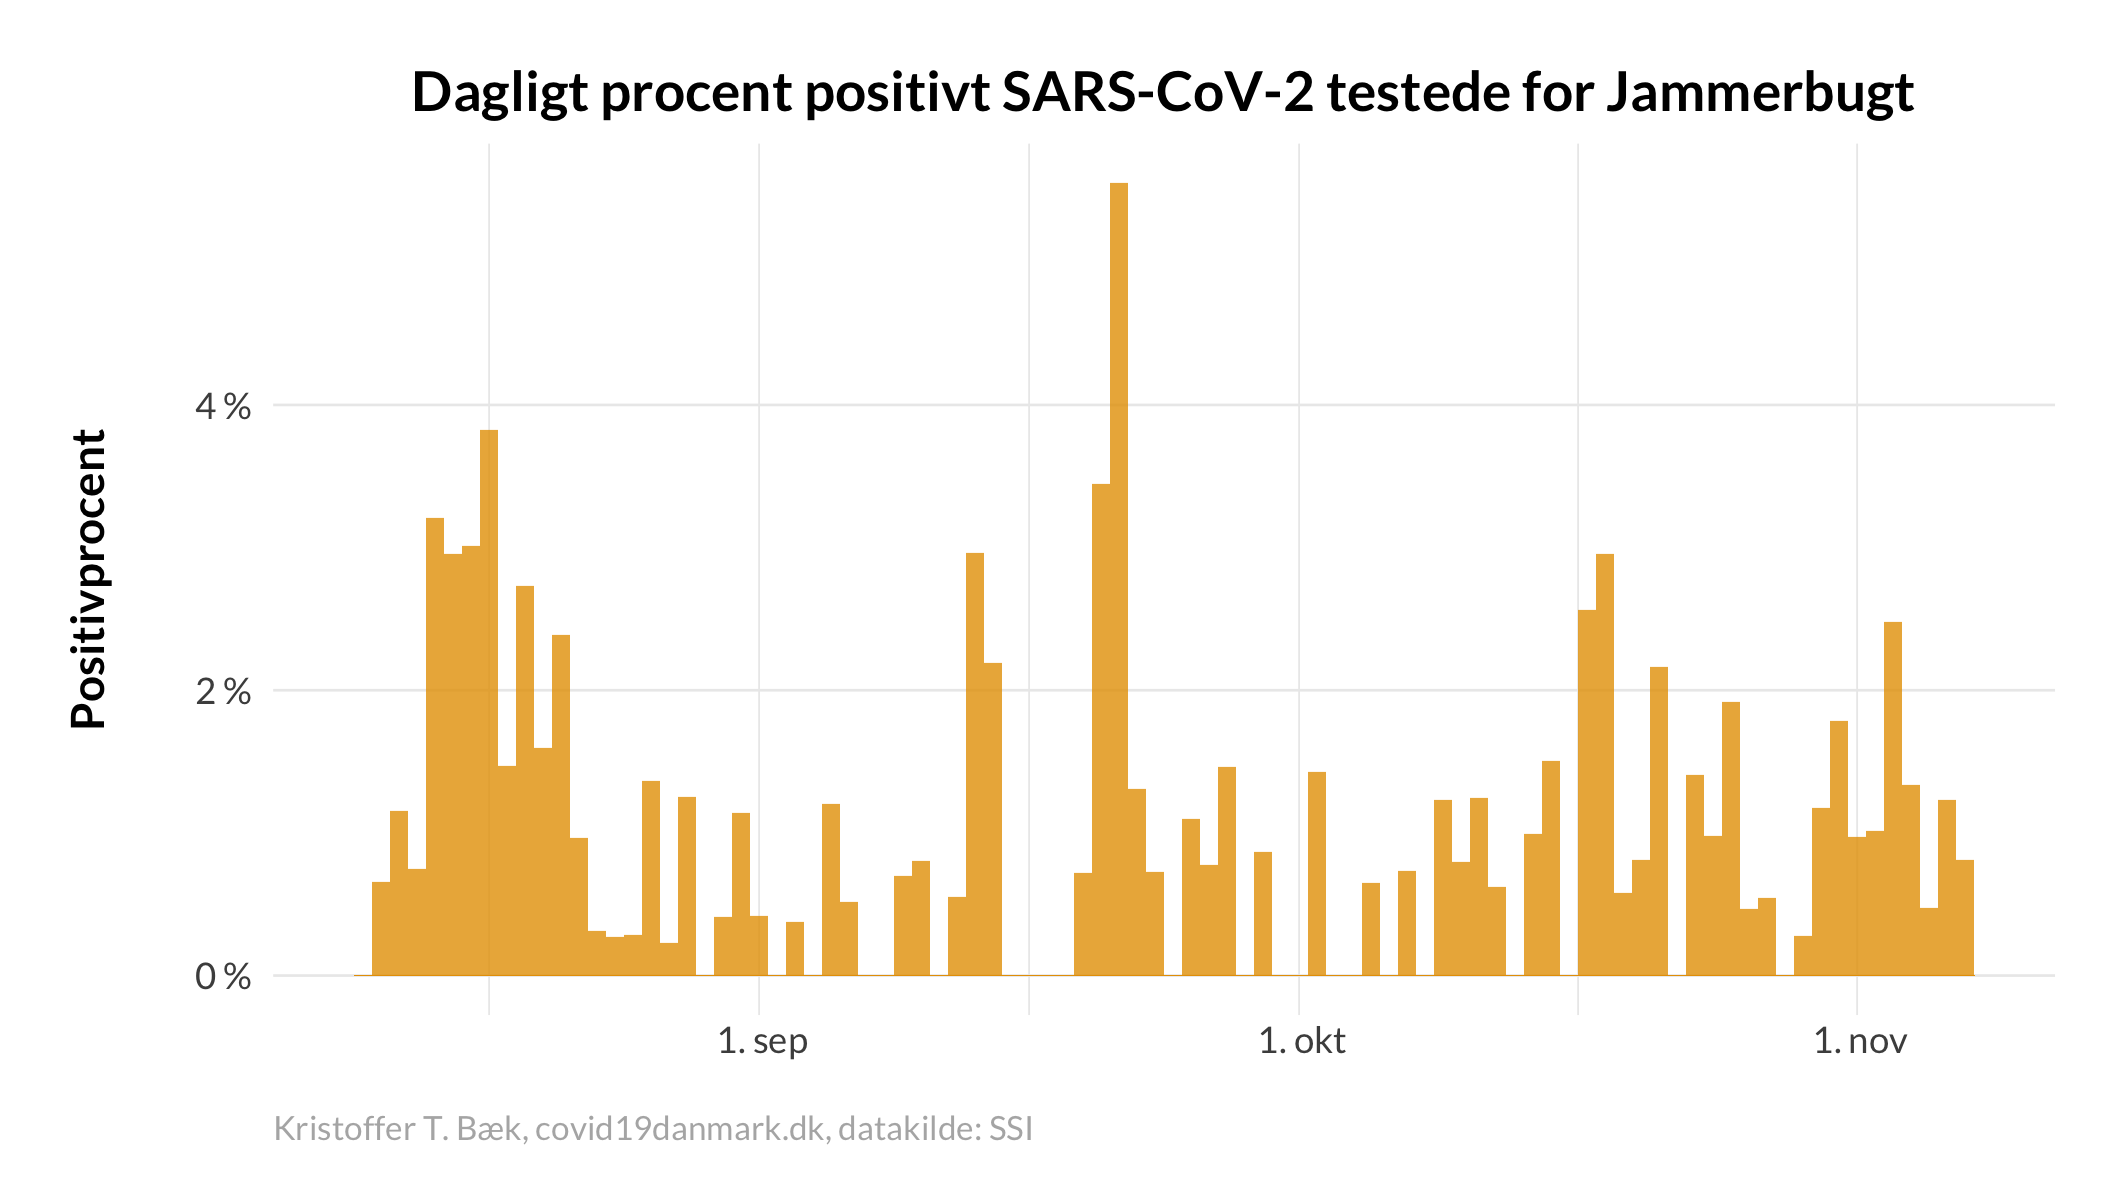 Dagligt procent positivt SARS-CoV-2 testede for Jammerbugt
Positivprocent
4 %
2 %
0 %
1. sep
1. okt
1. nov
Kristoffer T. Bæk, covid19danmark.dk, datakilde: SSI